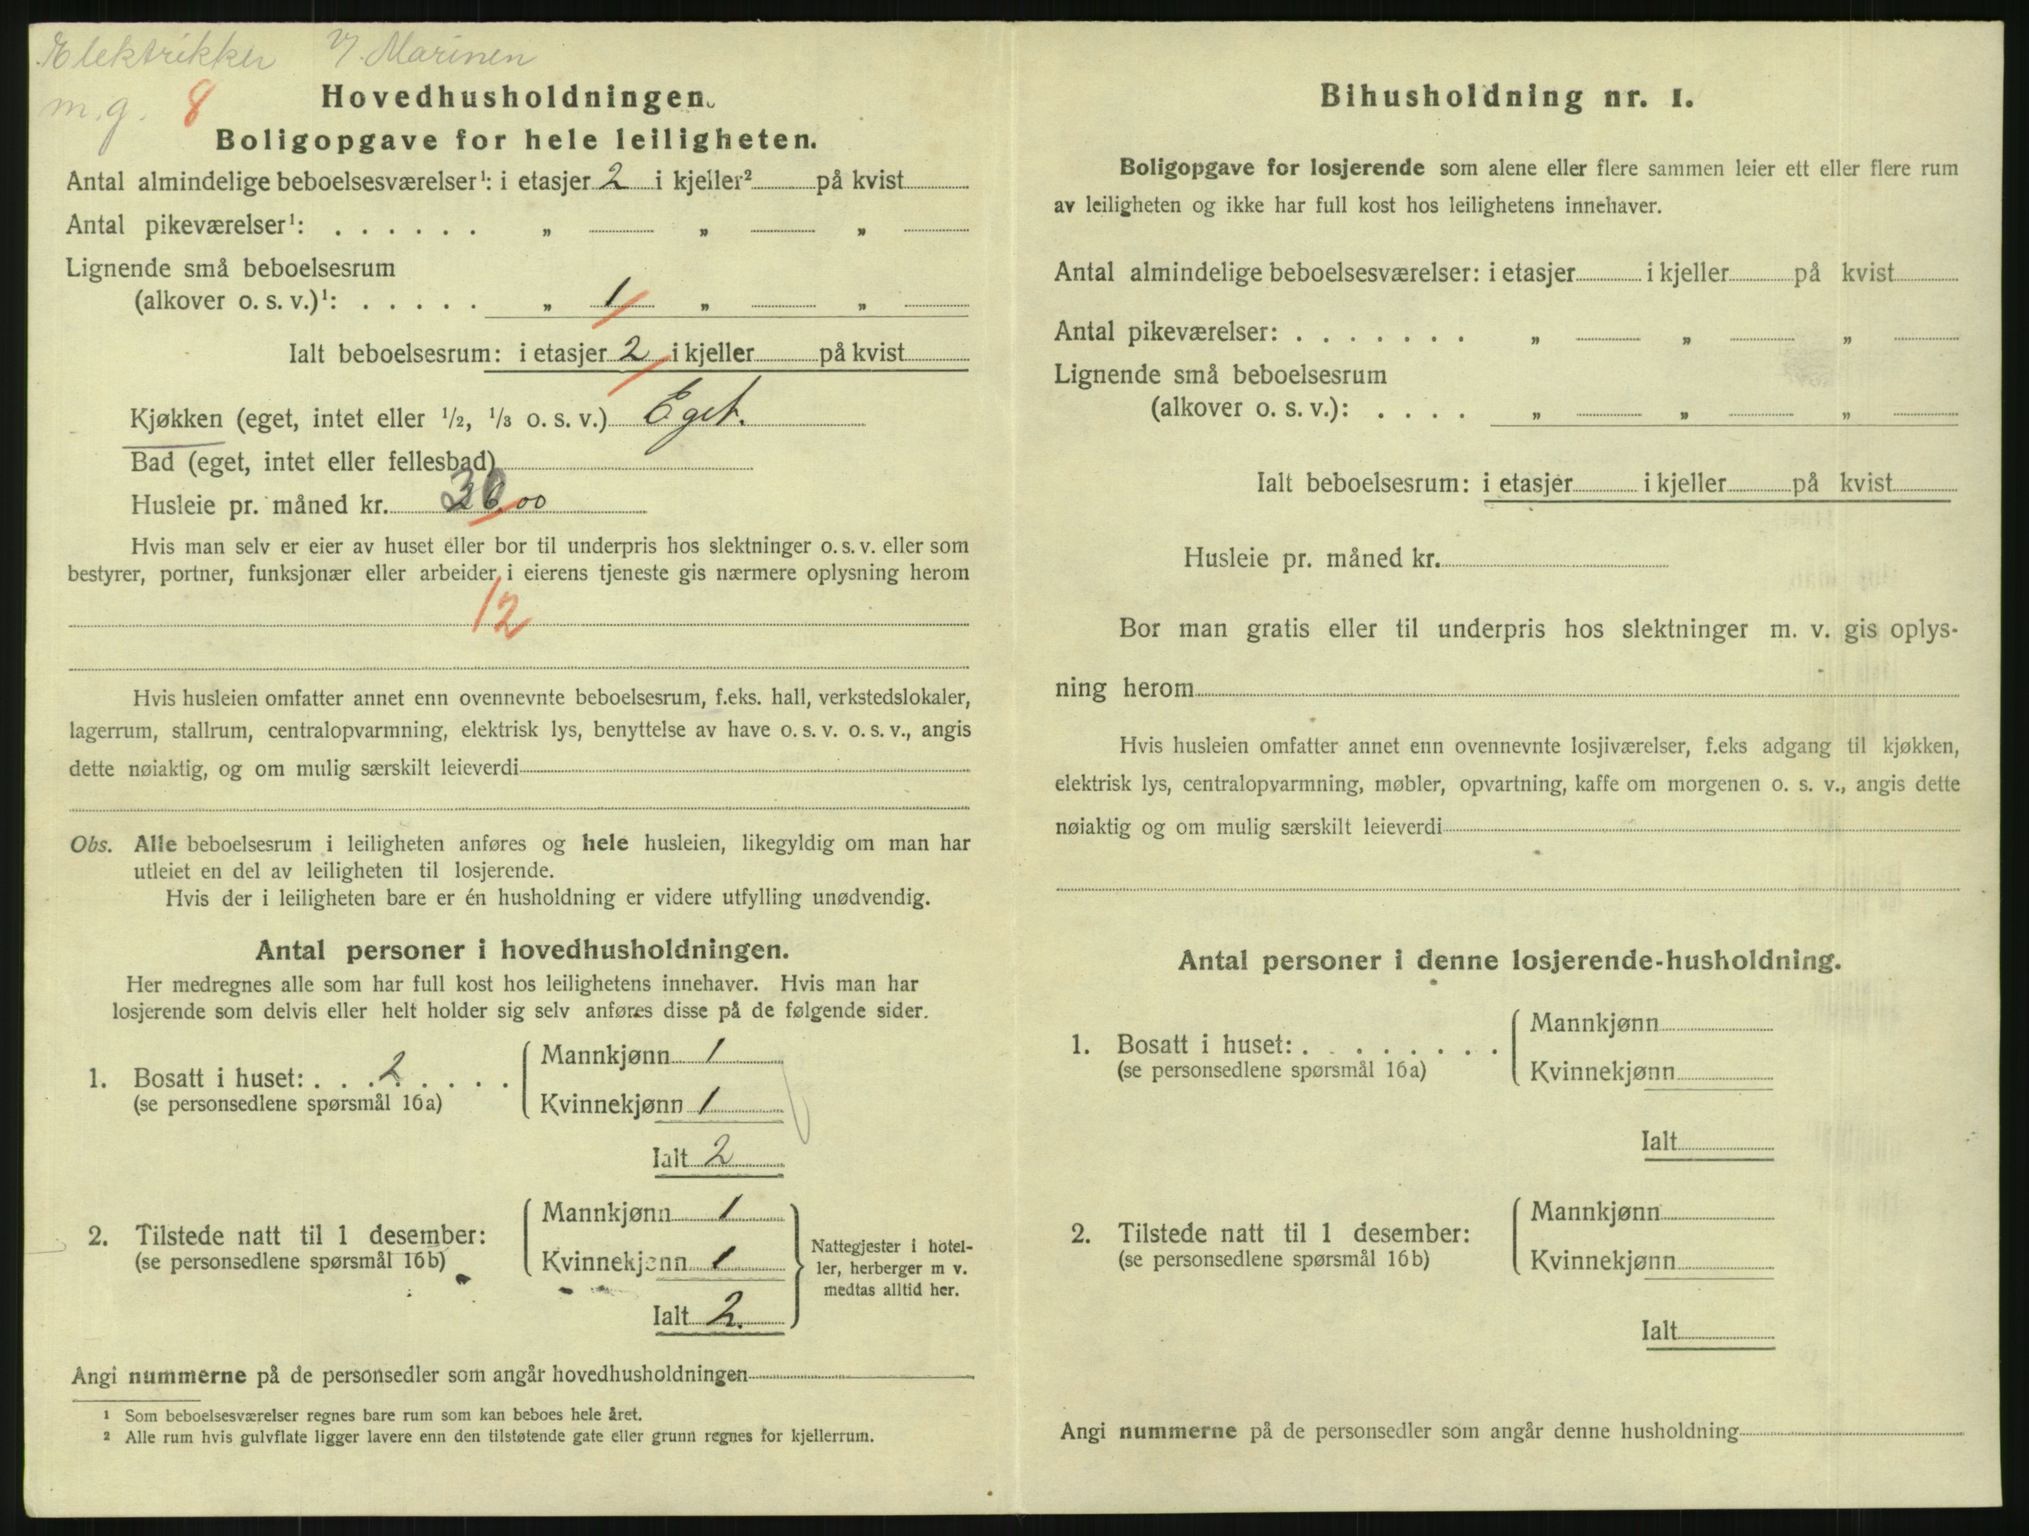 Elektrikker V. Marinen
m.g. 8
Hovedhusholdningen.
Boligopgave for hele leiligheten.
Antal almindelige beboelsesværelser¹: i etasjer 2 i kjeller² på kvist
Antal pikeværelser¹: . . . . . . „ „ „
Lignende små beboelsesrum
(alkover o. s. v.)¹: . . . . . „ 1 „ „
Ialt beboelsesrum: i etasjer 2 i kjeller på kvist
Kjøkken (eget, intet eller 1/2, 1/3 o. s. v.) Eget.
Bad (eget, intet eller fellesbad)
Husleie pr. måned kr. 00
Hvis man selv er eier av huset eller bor til underpris hos slektninger o. s. v. eller som
bestyrer, portner, funksjonær eller arbeider i eierens tjeneste gis nærmere oplysning herom
12
Hvis husleien omfatter annet enn ovennevnte beboelsesrum, f.eks. hall, verkstedslokaler,
lagerrum, stallrum, centralopvarmning, elektrisk lys, benyttelse av have o. s. v. o. s. v., angis
dette nøiaktig, og om mulig særskilt leieverdi
Obs. Alle beboelsesrum i leiligheten anføres og hele husleien, likegyldig om man har
utleiet en del av leiligheten til losjerende.
Hvis der i leiligheten bare er én husholdning er videre utfylling unødvendig.
Antal personer i hovedhusholdningen.
Her medregnes alle som har full kost hos leilighetens innehaver. Hvis man har
losjerende som delvis eller helt holder sig selv anføres disse på de følgende sider.
1. Bosatt i huset: . . . 2 . . . .
(se personsedlene spørsmål 16a)
Mannkjønn 1
Kvinnekjønn 1
Ialt 2
2. Tilstede natt til 1 desember:
(se personsedlene spørsmål 16b)
Mannkjønn 1
Kvinnekjønn 1
Ialt 2.
Nattegjester i hotel-
ler, herberger m v.
medtas alltid her.
Angi nummerne på de personsedler som angår hovedhusholdningen
¹ Som beboelsesværelser regnes bare rum som kan beboes hele året.
² Alle rum hvis gulvflate ligger lavere enn den tilstøtende gate eller grunn regnes for kjellerrum.
Bihusholdning nr. 1.
Boligopgave for losjerende som alene eller flere sammen leier ett eller flere rum
av leiligheten og ikke har full kost hos leilighetens innehaver.
Antal almindelige beboelsesværelser: i etasjer i kjeller på kvist
Antal pikeværelser: . . . . . . . „ „ „
Lignende små beboelsesrum
(alkover o. s. v.): . . . . „ „ „
Ialt beboelsesrum: i etasjer i kjeller på kvist
Husleie pr. måned kr.
Bor man gratis eller til underpris hos slektninger m. v. gis oplys-
ning herom
Hvis husleien omfatter annet enn ovennevnte losjiværelser, f.eks adgang til kjøkken,
elektrisk lys, centralopvarmning, møbler, opvartning, kaffe om morgenen o. s. v., angis dette
nøiaktig og om mulig særskilt leieverdi
Antal personer i denne losjerende-husholdning.
1. Bosatt i huset: . . . . . . . .
(se personsedlene spørsmål 16a)
Mannkjønn
Kvinnekjønn
Ialt
2. Tilstede natt til 1 desember:
(se personsedlene spørsmål 16b)
Mannkjønn
Kvinnekjønn
Ialt
Angi nummerne på de personsedler som angår denne husholdning